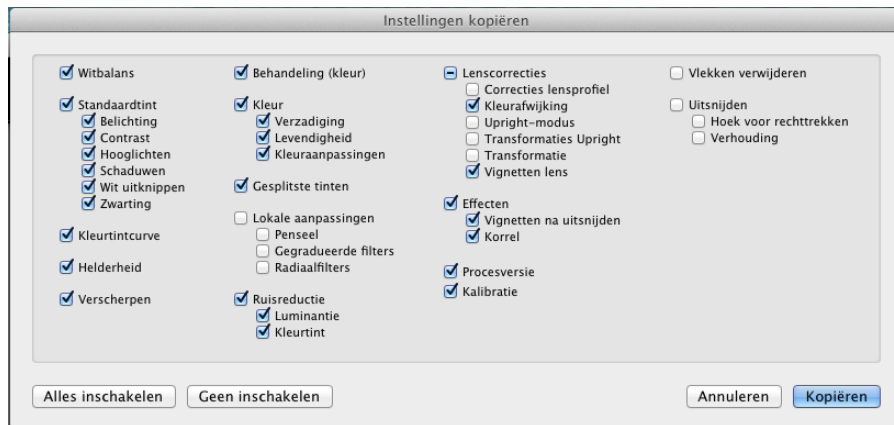 Instellingen kopiëren
Witbalans
Standaardtint
Belichting
Contrast
Hooglichten
Schaduwen
Wit uitknippen
Zwarting
Kleurtintcurve
Helderheid
Verscherpen
Behandeling (kleur)
Kleur
Verzadiging
Levendigheid
Kleuraanpassingen
Gesplitste tinten
Lokale aanpassingen
Penseel
Gegradueerde filters
Radiaalfilters
Ruisreductie
Luminantie
Kleurtint
Lenscorrecties
Correcties lensprofiel
Kleurafwijking
Upright-modus
Transformaties Upright
Transformatie
Vignetten lens
Effecten
Vignetten na uitsnijden
Korrel
Procesversie
Kalibratie
Vlekken verwijderen
Uitsnijden
Hoek voor rechttrekken
Verhouding
Alles inschakelen
Geen inschakelen
Annuleren
Kopiëren